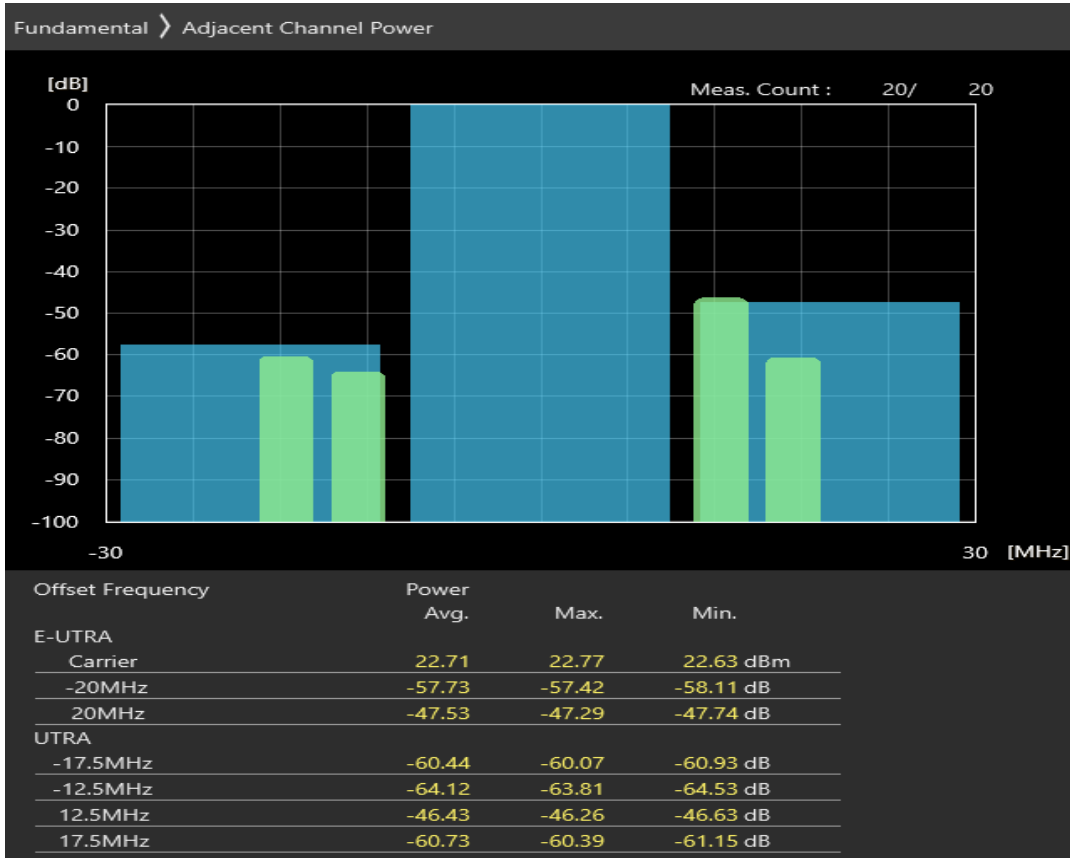 Fundamental 〉 Adjacent Channel Power
[dB]
Meas. Count : 20/ 20
0
-10
-20
-30
-40
-50
-60
-70
-80
-90
-100
-30 30 [MHz]
Offset Frequency Power
Avg. Max. Min.
E-UTRA
Carrier 22.71 22.77 22.63 dBm
-20MHz -57.73 -57.42 -58.11 dB
20MHz -47.53 -47.29 -47.74 dB
UTRA
-17.5MHz -60.44 -60.07 -60.93 dB
-12.5MHz -64.12 -63.81 -64.53 dB
12.5MHz -46.43 -46.26 -46.63 dB
17.5MHz -60.73 -60.39 -61.15 dB